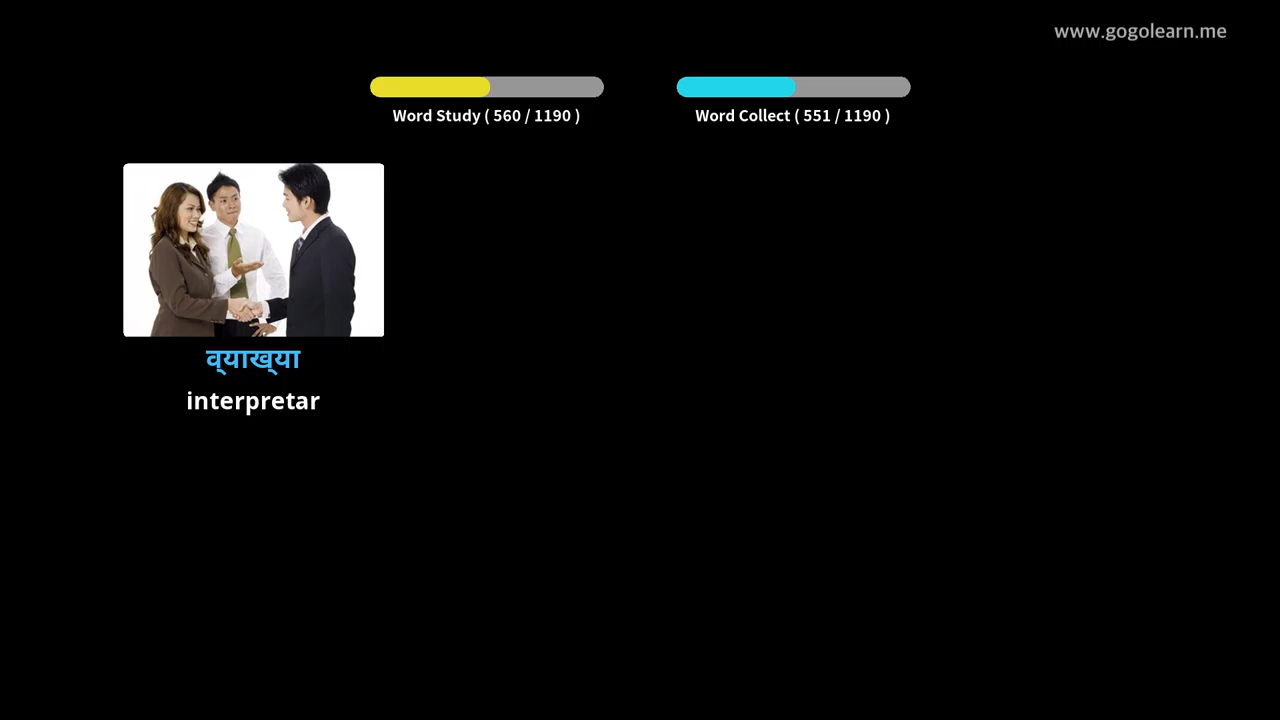 www.gogolearn.me
Word Study ( 560 / 1190 )
Word Collect ( 551 / 1190 )
व्याख्या
interpretar